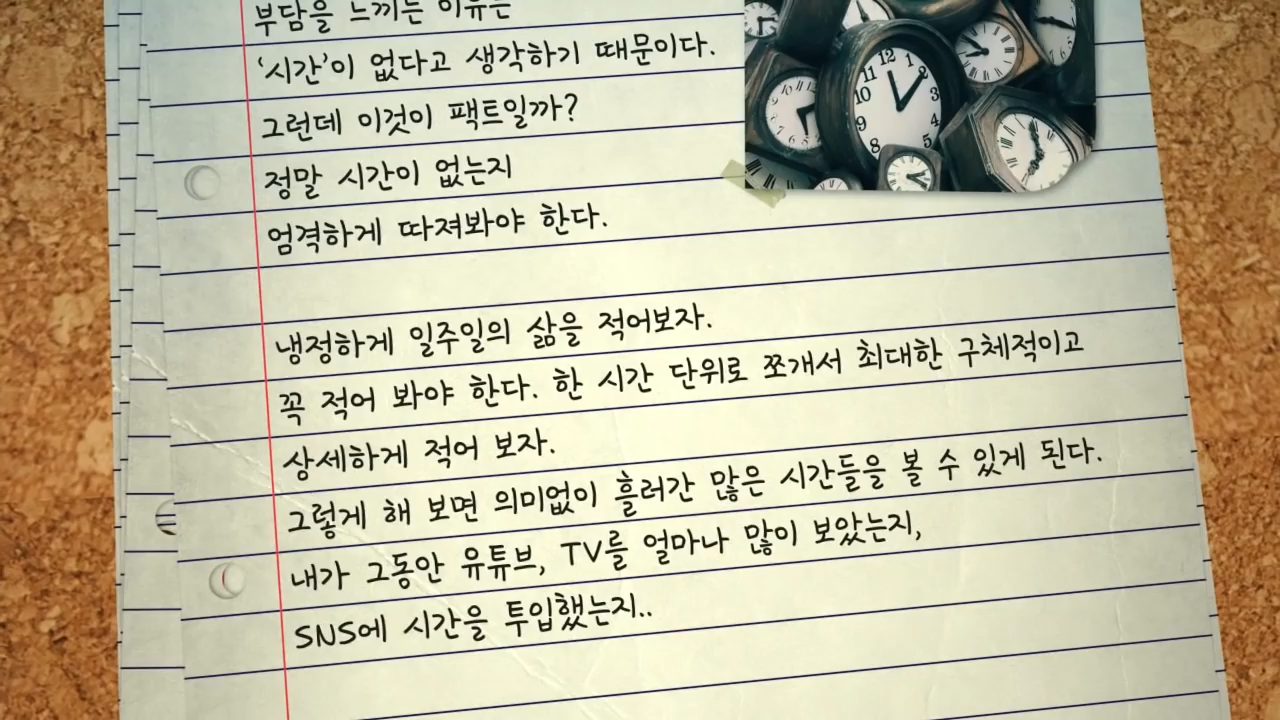 부담을 느끼는 이유는
‘시간’이 없다고 생각하기 때문이다.
그런데 이것이 팩트일까?
정말 시간이 없는지
엄격하게 따져봐야 한다.
냉정하게 일주일의 삶을 적어보자.
꼭 적어 봐야 한다. 한 시간 단위로 쪼개서 최대한 구체적이고
상세하게 적어 보자.
그렇게 해 보면 의미없이 흘러간 많은 시간들을 볼 수 있게 된다.
내가 그동안 유튜브, TV를 얼마나 많이 보았는지,
SNS에 시간을 투입했는지..